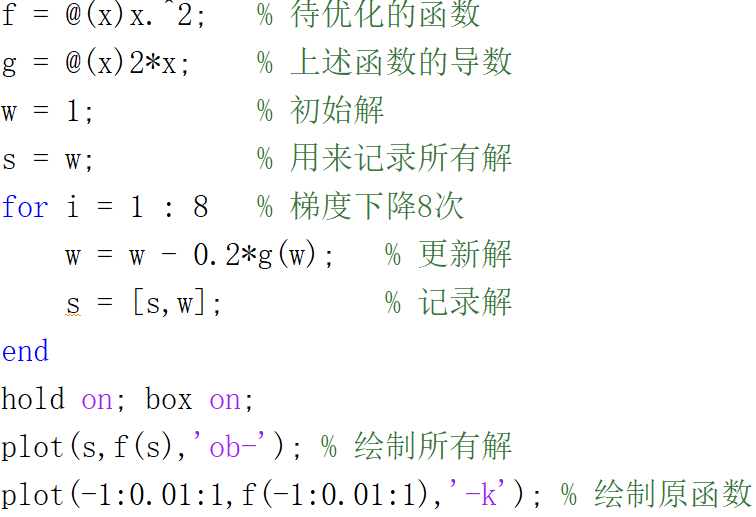 f = @(x)x.^2;   % 待优化的函数
g = @(x)2*x;    % 上述函数的导数
w = 1;          % 初始解
s = w;          % 用来记录所有解
for i = 1 : 8   % 梯度下降8次
    w = w - 0.2*g(w);   % 更新解
    s = [s,w];          % 记录解
end
hold on; box on;
plot(s,f(s),'ob-'); % 绘制所有解
plot(-1:0.01:1,f(-1:0.01:1),'-k'); % 绘制原函数